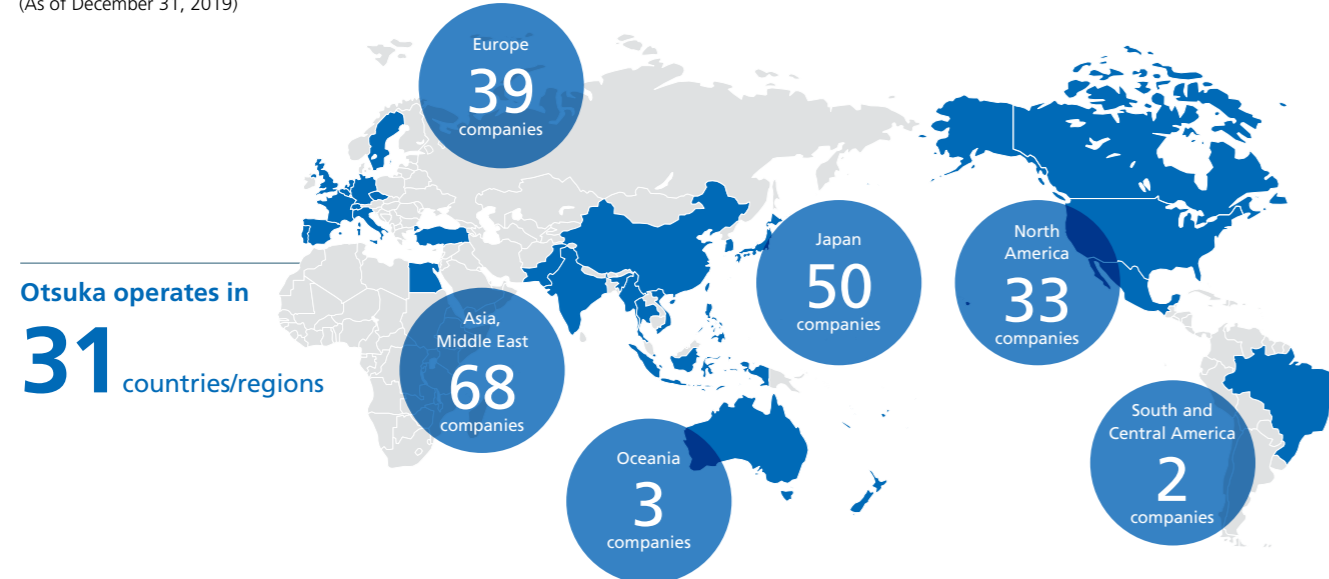 (As of December 31, 2019)
Europe
39
companies
Japan
50
companies
North
America
33
companies
Otsuka operates in
31 countries/regions
Asia,
Middle East
68
companies
Oceania
3
companies
South and
Central America
2
companies